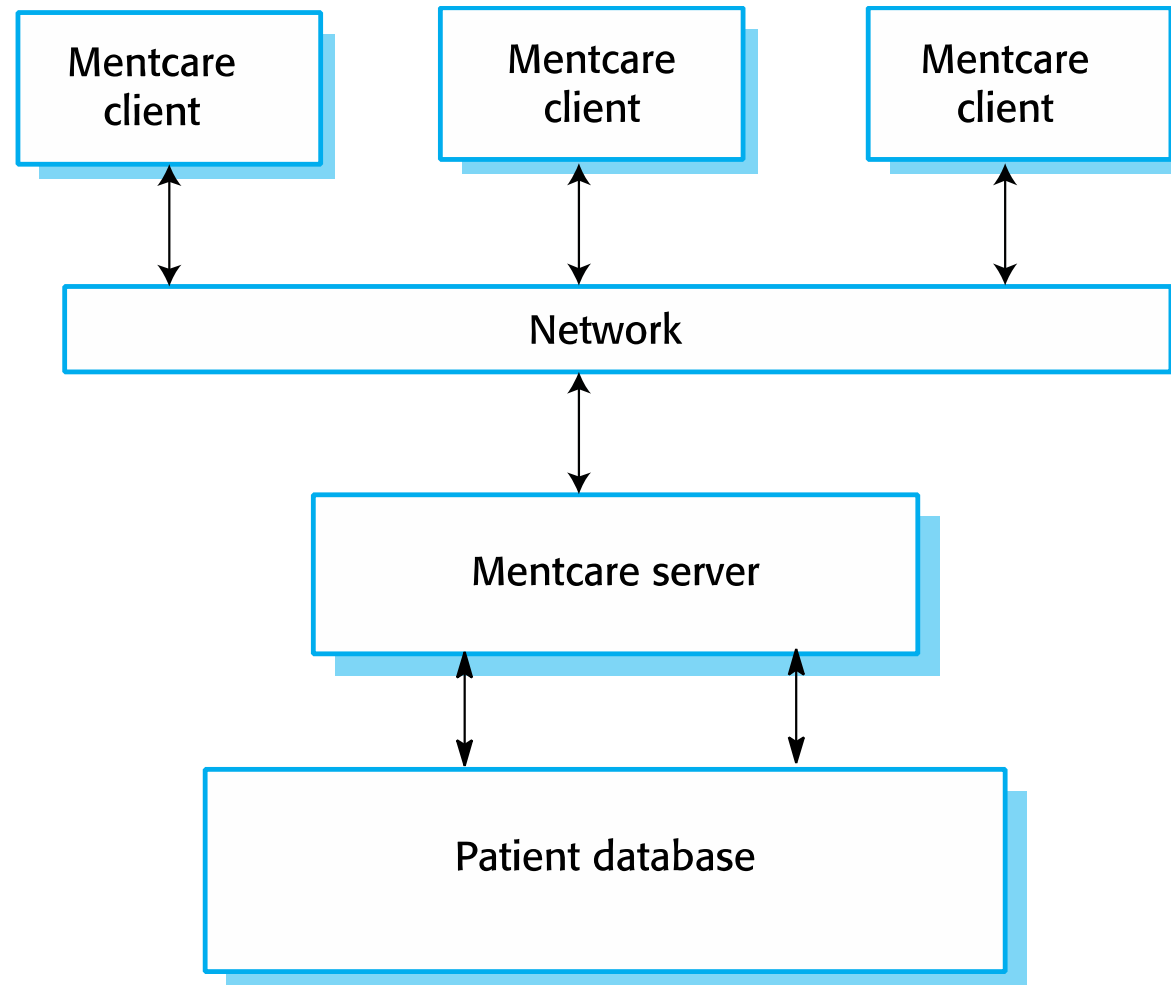 Mentcare
client
Mentcare
client
Mentcare
client
Network
Mentcare server
Patient database